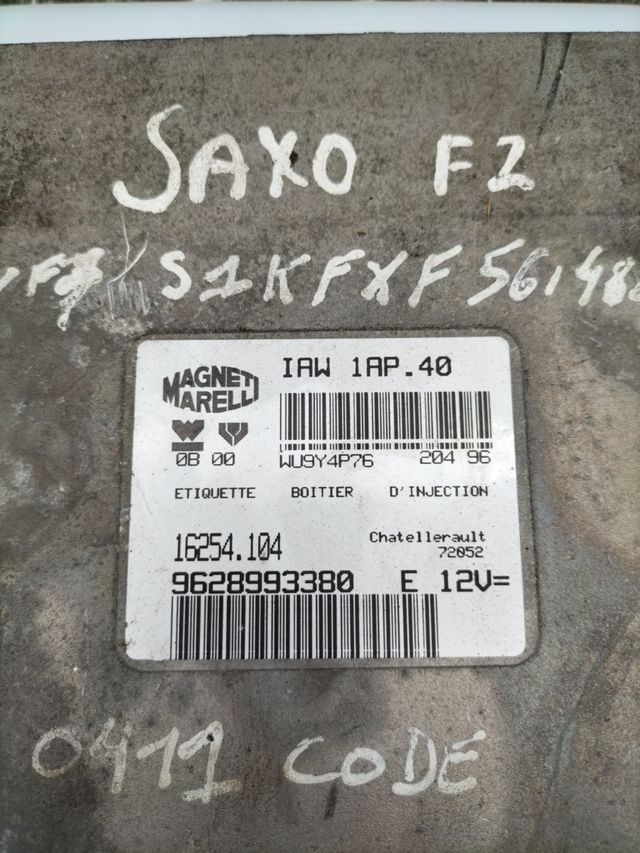 SAXO F2
S1KFXF
MAGNETI MARELLI
IAW 1AP.40
0B 00
WU9Y4P76 204 96
ETIQUETTE BOITIER D'INJECTION
16254.104
Chatellerault
72052
9628993380 E 12V=
0411 CODE